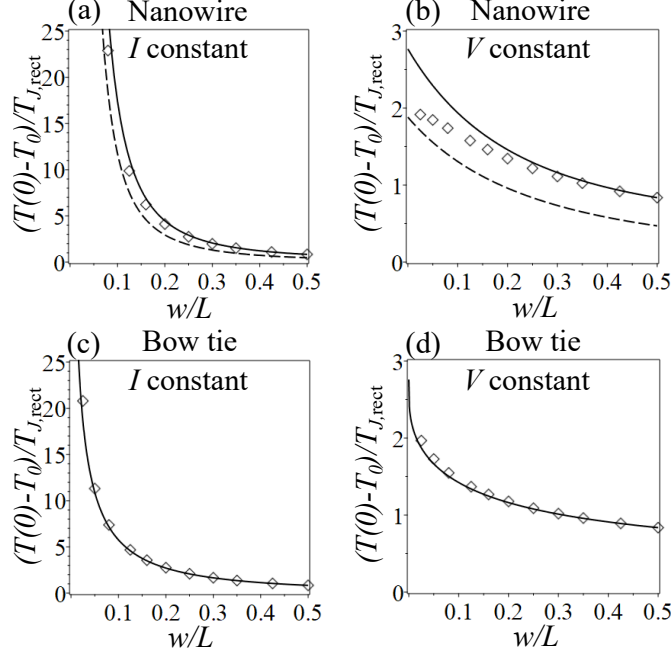 (a) Nanowire
I constant
25
20
15
10
5
0
0.1 0.2 0.3 0.4 0.5
w/L
(T(0)-T₀)/T_J,rect
(b) Nanowire
V constant
3
2
1
0
0.1 0.2 0.3 0.4 0.5
w/L
(T(0)-T₀)/T_J,rect
(c) Bow tie
I constant
25
20
15
10
5
0
0.1 0.2 0.3 0.4 0.5
w/L
(T(0)-T₀)/T_J,rect
(d) Bow tie
V constant
3
2
1
0
0.1 0.2 0.3 0.4 0.5
w/L
(T(0)-T₀)/T_J,rect